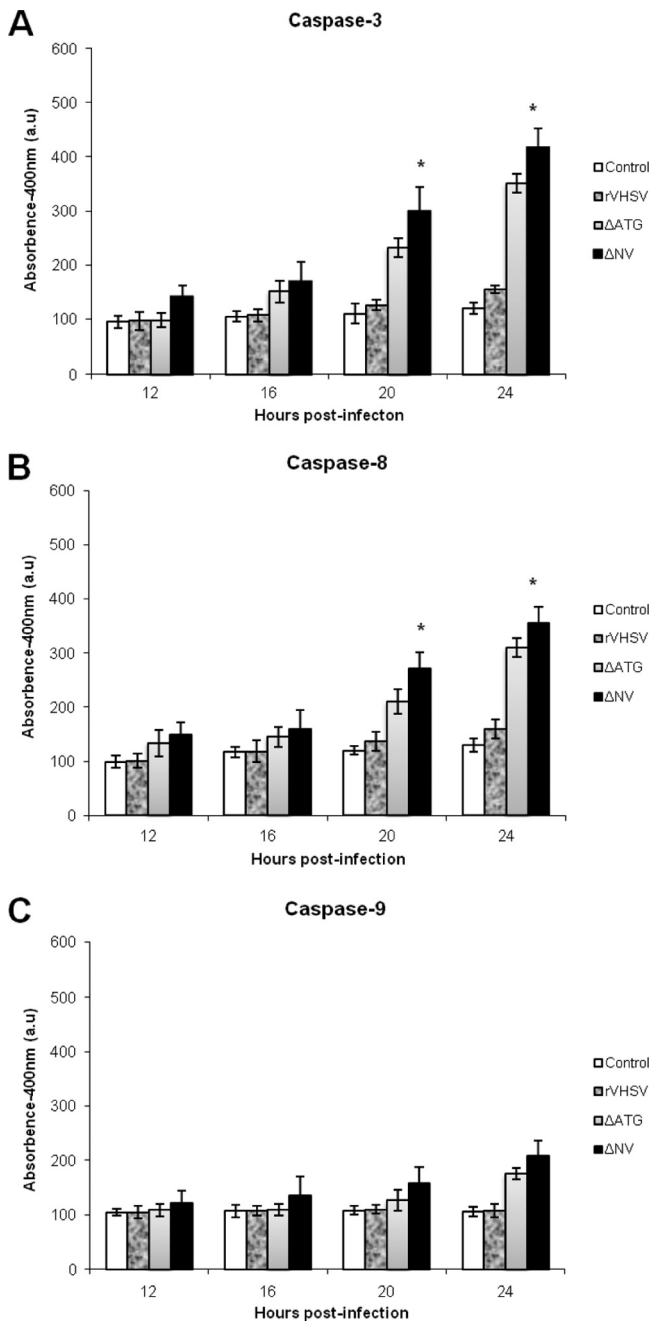 A
Caspase-3
Absorbence-400nm (a.u)
600
500
400
300
200
100
0
*
*
12 16 20 24
Hours post-infecton
Control
rVHSV
ΔATG
ΔNV
B
Caspase-8
Absorbence-400nm (a.u)
600
500
400
300
200
100
0
*
*
12 16 20 24
Hours post-infection
Control
rVHSV
ΔATG
ΔNV
C
Caspase-9
Absorbence-400nm (a.u)
600
500
400
300
200
100
0
12 16 20 24
Hours post-infection
Control
rVHSV
ΔATG
ΔNV